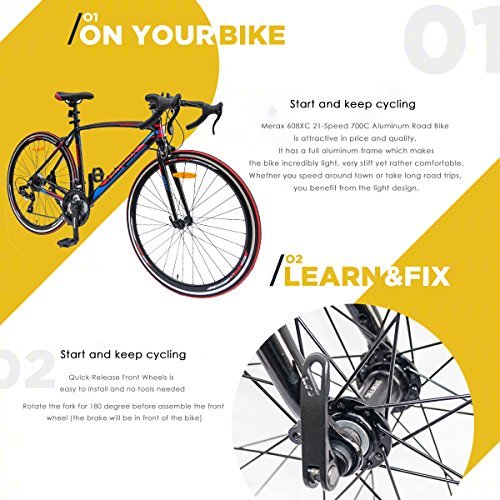 /01
ON YOURBIKE
01
Start and keep cycling
Merax 608XC 21-Speed 700C Aluminum Road Bike
is attractive in price and quality.
It has a full aluminum frame which makes
the bike incredibly light, very stiff yet rather comfortable.
Whether you speed around town or take long road trips,
you benefit from the light design.
/02
LEARN&FIX
02
Start and keep cycling
Quick-Release Front Wheels is
easy to install and no tools needed
Rotate the fork for 180 degree before assemble the front
wheel (the brake will be in front of the bike)